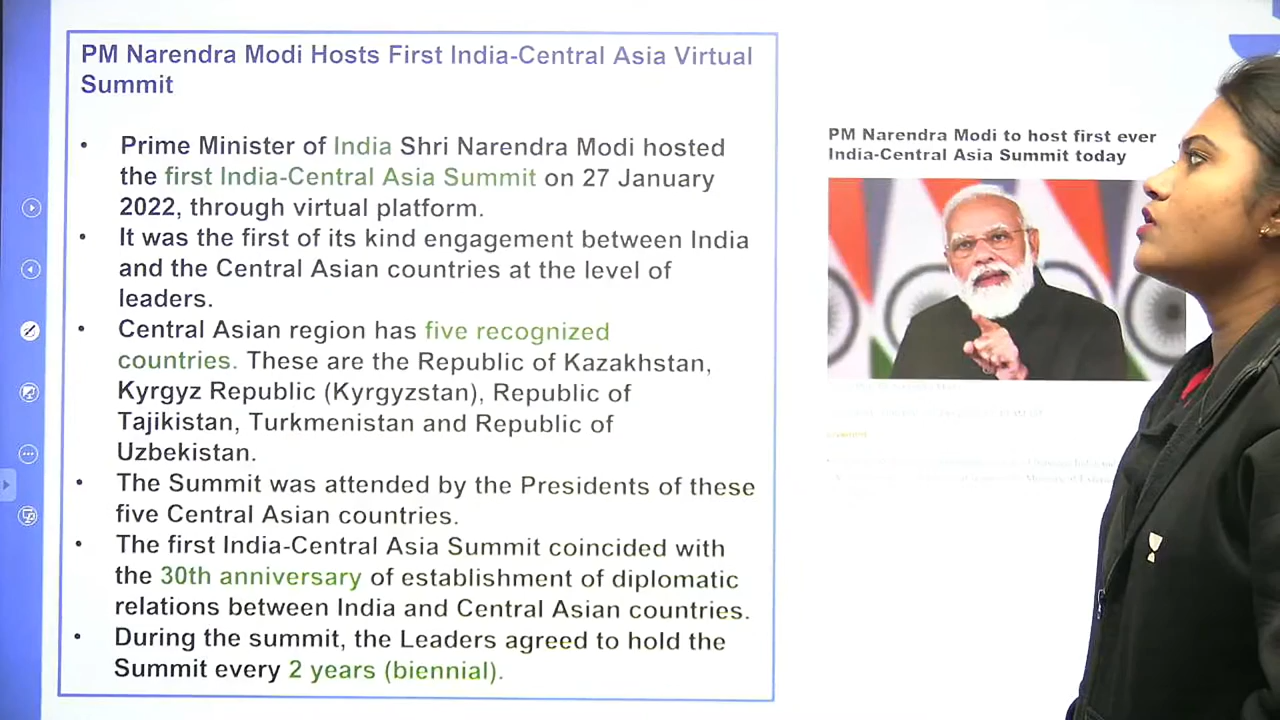 PM Narendra Modi Hosts First India-Central Asia Virtual
Summit
• Prime Minister of India Shri Narendra Modi hosted
the first India-Central Asia Summit on 27 January
2022, through virtual platform.
• It was the first of its kind engagement between India
and the Central Asian countries at the level of
leaders.
• Central Asian region has five recognized
countries. These are the Republic of Kazakhstan,
Kyrgyz Republic (Kyrgyzstan), Republic of
Tajikistan, Turkmenistan and Republic of
Uzbekistan.
• The Summit was attended by the Presidents of these
five Central Asian countries.
• The first India-Central Asia Summit coincided with
the 30th anniversary of establishment of diplomatic
relations between India and Central Asian countries.
• During the summit, the Leaders agreed to hold the
Summit every 2 years (biennial).
PM Narendra Modi to host first ever
India-Central Asia Summit today